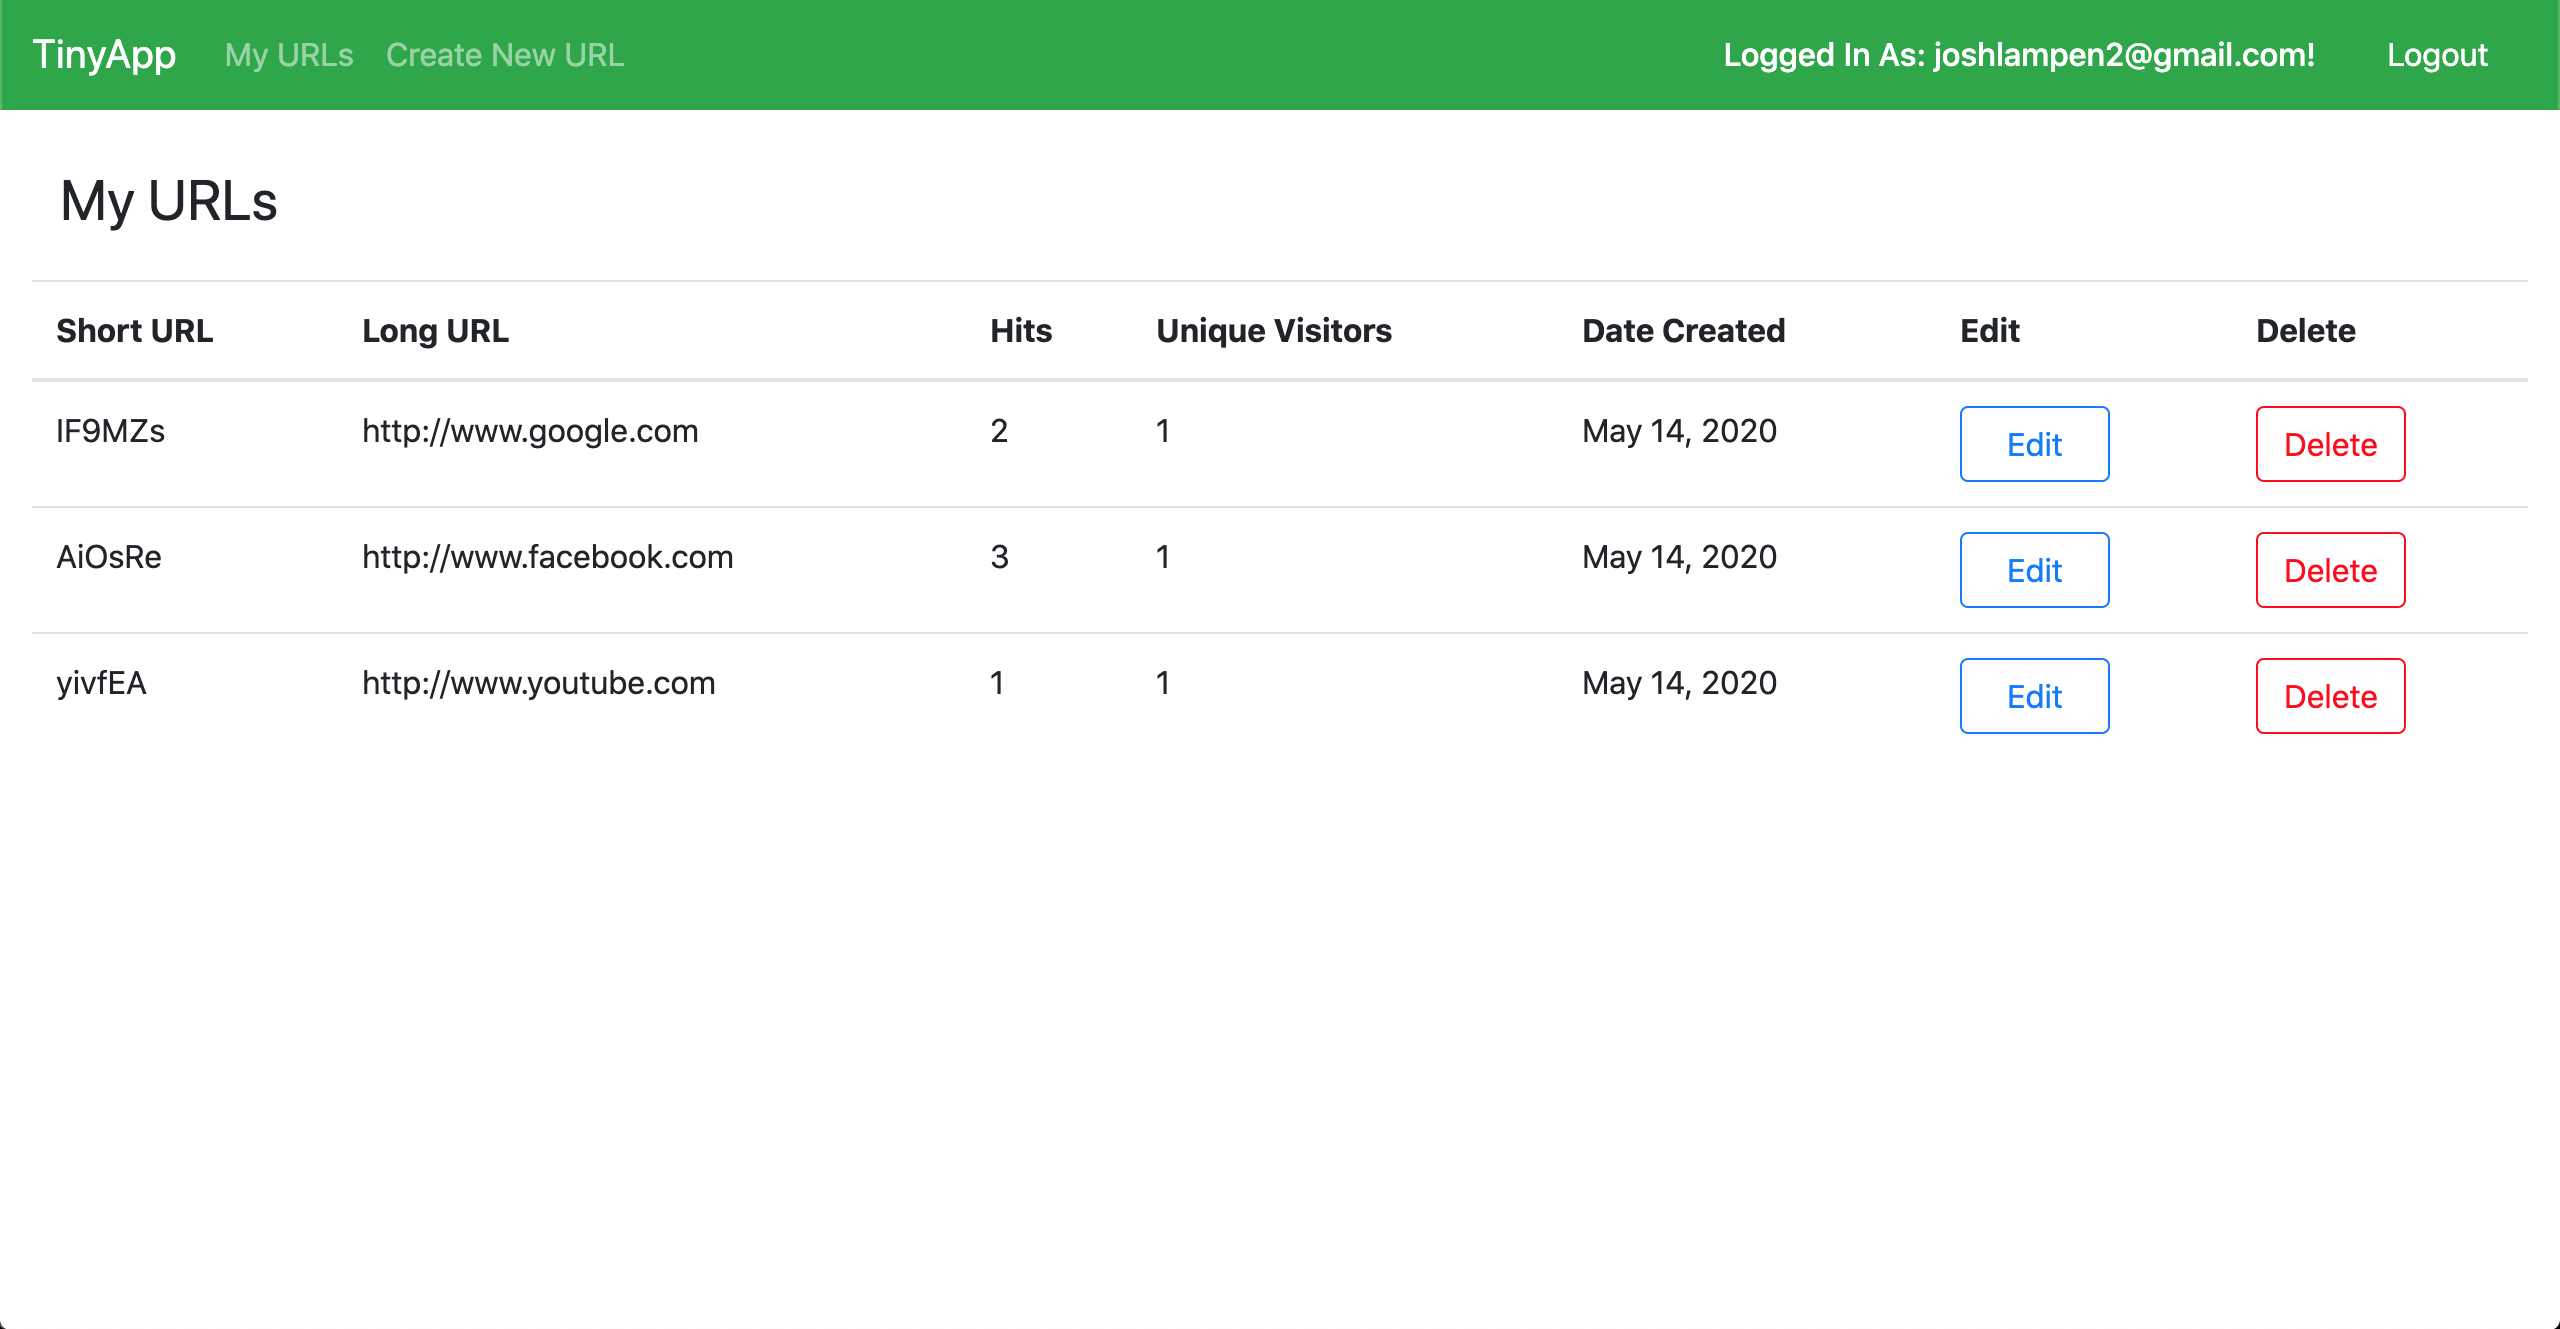 TinyApp My URLs Create New URL Logged In As: joshlampen2@gmail.com! Logout
My URLs
Short URL Long URL Hits Unique Visitors Date Created Edit Delete
IF9MZs http://www.google.com 2 1 May 14, 2020 Edit Delete
AiOsRe http://www.facebook.com 3 1 May 14, 2020 Edit Delete
yivfEA http://www.youtube.com 1 1 May 14, 2020 Edit Delete